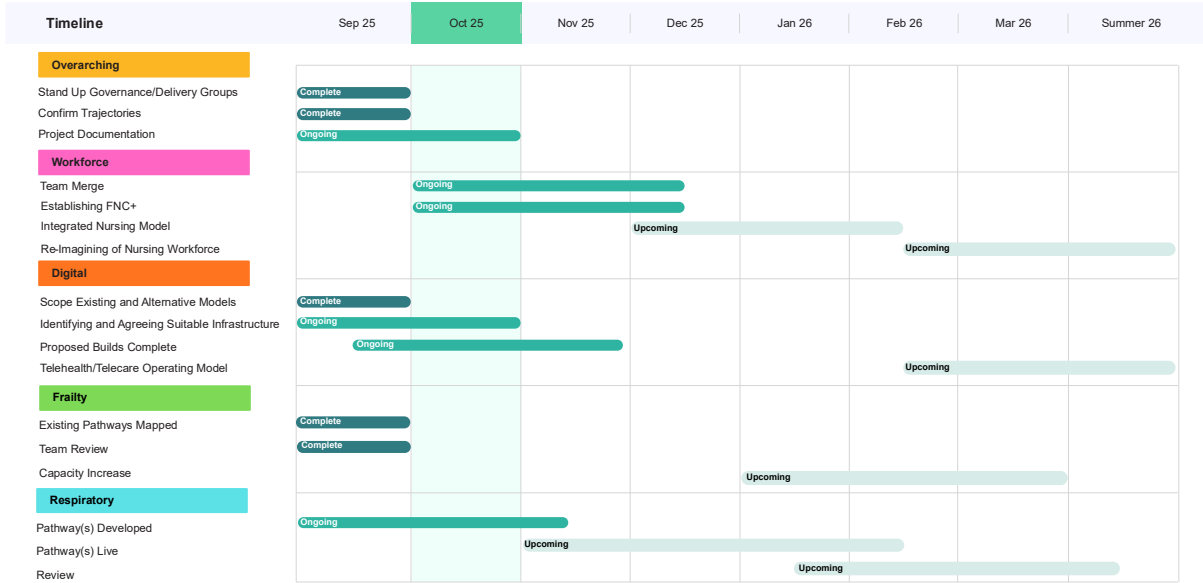 Timeline Sep 25 Oct 25 Nov 25 Dec 25 Jan 26 Feb 26 Mar 26 Summer 26
Overarching
Stand Up Governance/Delivery Groups Complete
Confirm Trajectories Complete
Project Documentation Ongoing
Workforce
Team Merge Ongoing
Establishing FNC+ Ongoing
Integrated Nursing Model Upcoming
Re-Imagining of Nursing Workforce Upcoming
Digital
Scope Existing and Alternative Models Complete
Identifying and Agreeing Suitable Infrastructure Ongoing
Proposed Builds Complete Ongoing
Telehealth/Telecare Operating Model Upcoming
Frailty
Existing Pathways Mapped Complete
Team Review Complete
Capacity Increase Upcoming
Respiratory
Pathway(s) Developed Ongoing
Pathway(s) Live Upcoming
Review Upcoming